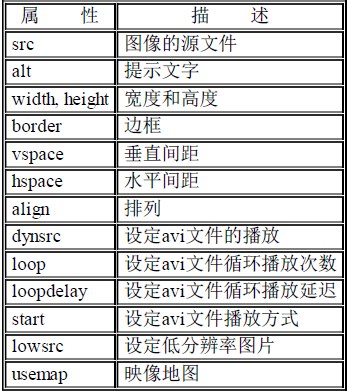 属 性 描 述
src 图像的源文件
alt 提示文字
width, height 宽度和高度
border 边框
vspace 垂直间距
hspace 水平间距
align 排列
dynsrc 设定avi文件的播放
loop 设定avi文件循环播放次数
loopdelay 设定avi文件循环播放延迟
start 设定avi文件播放方式
lowsrc 设定低分辨率图片
usemap 映像地图